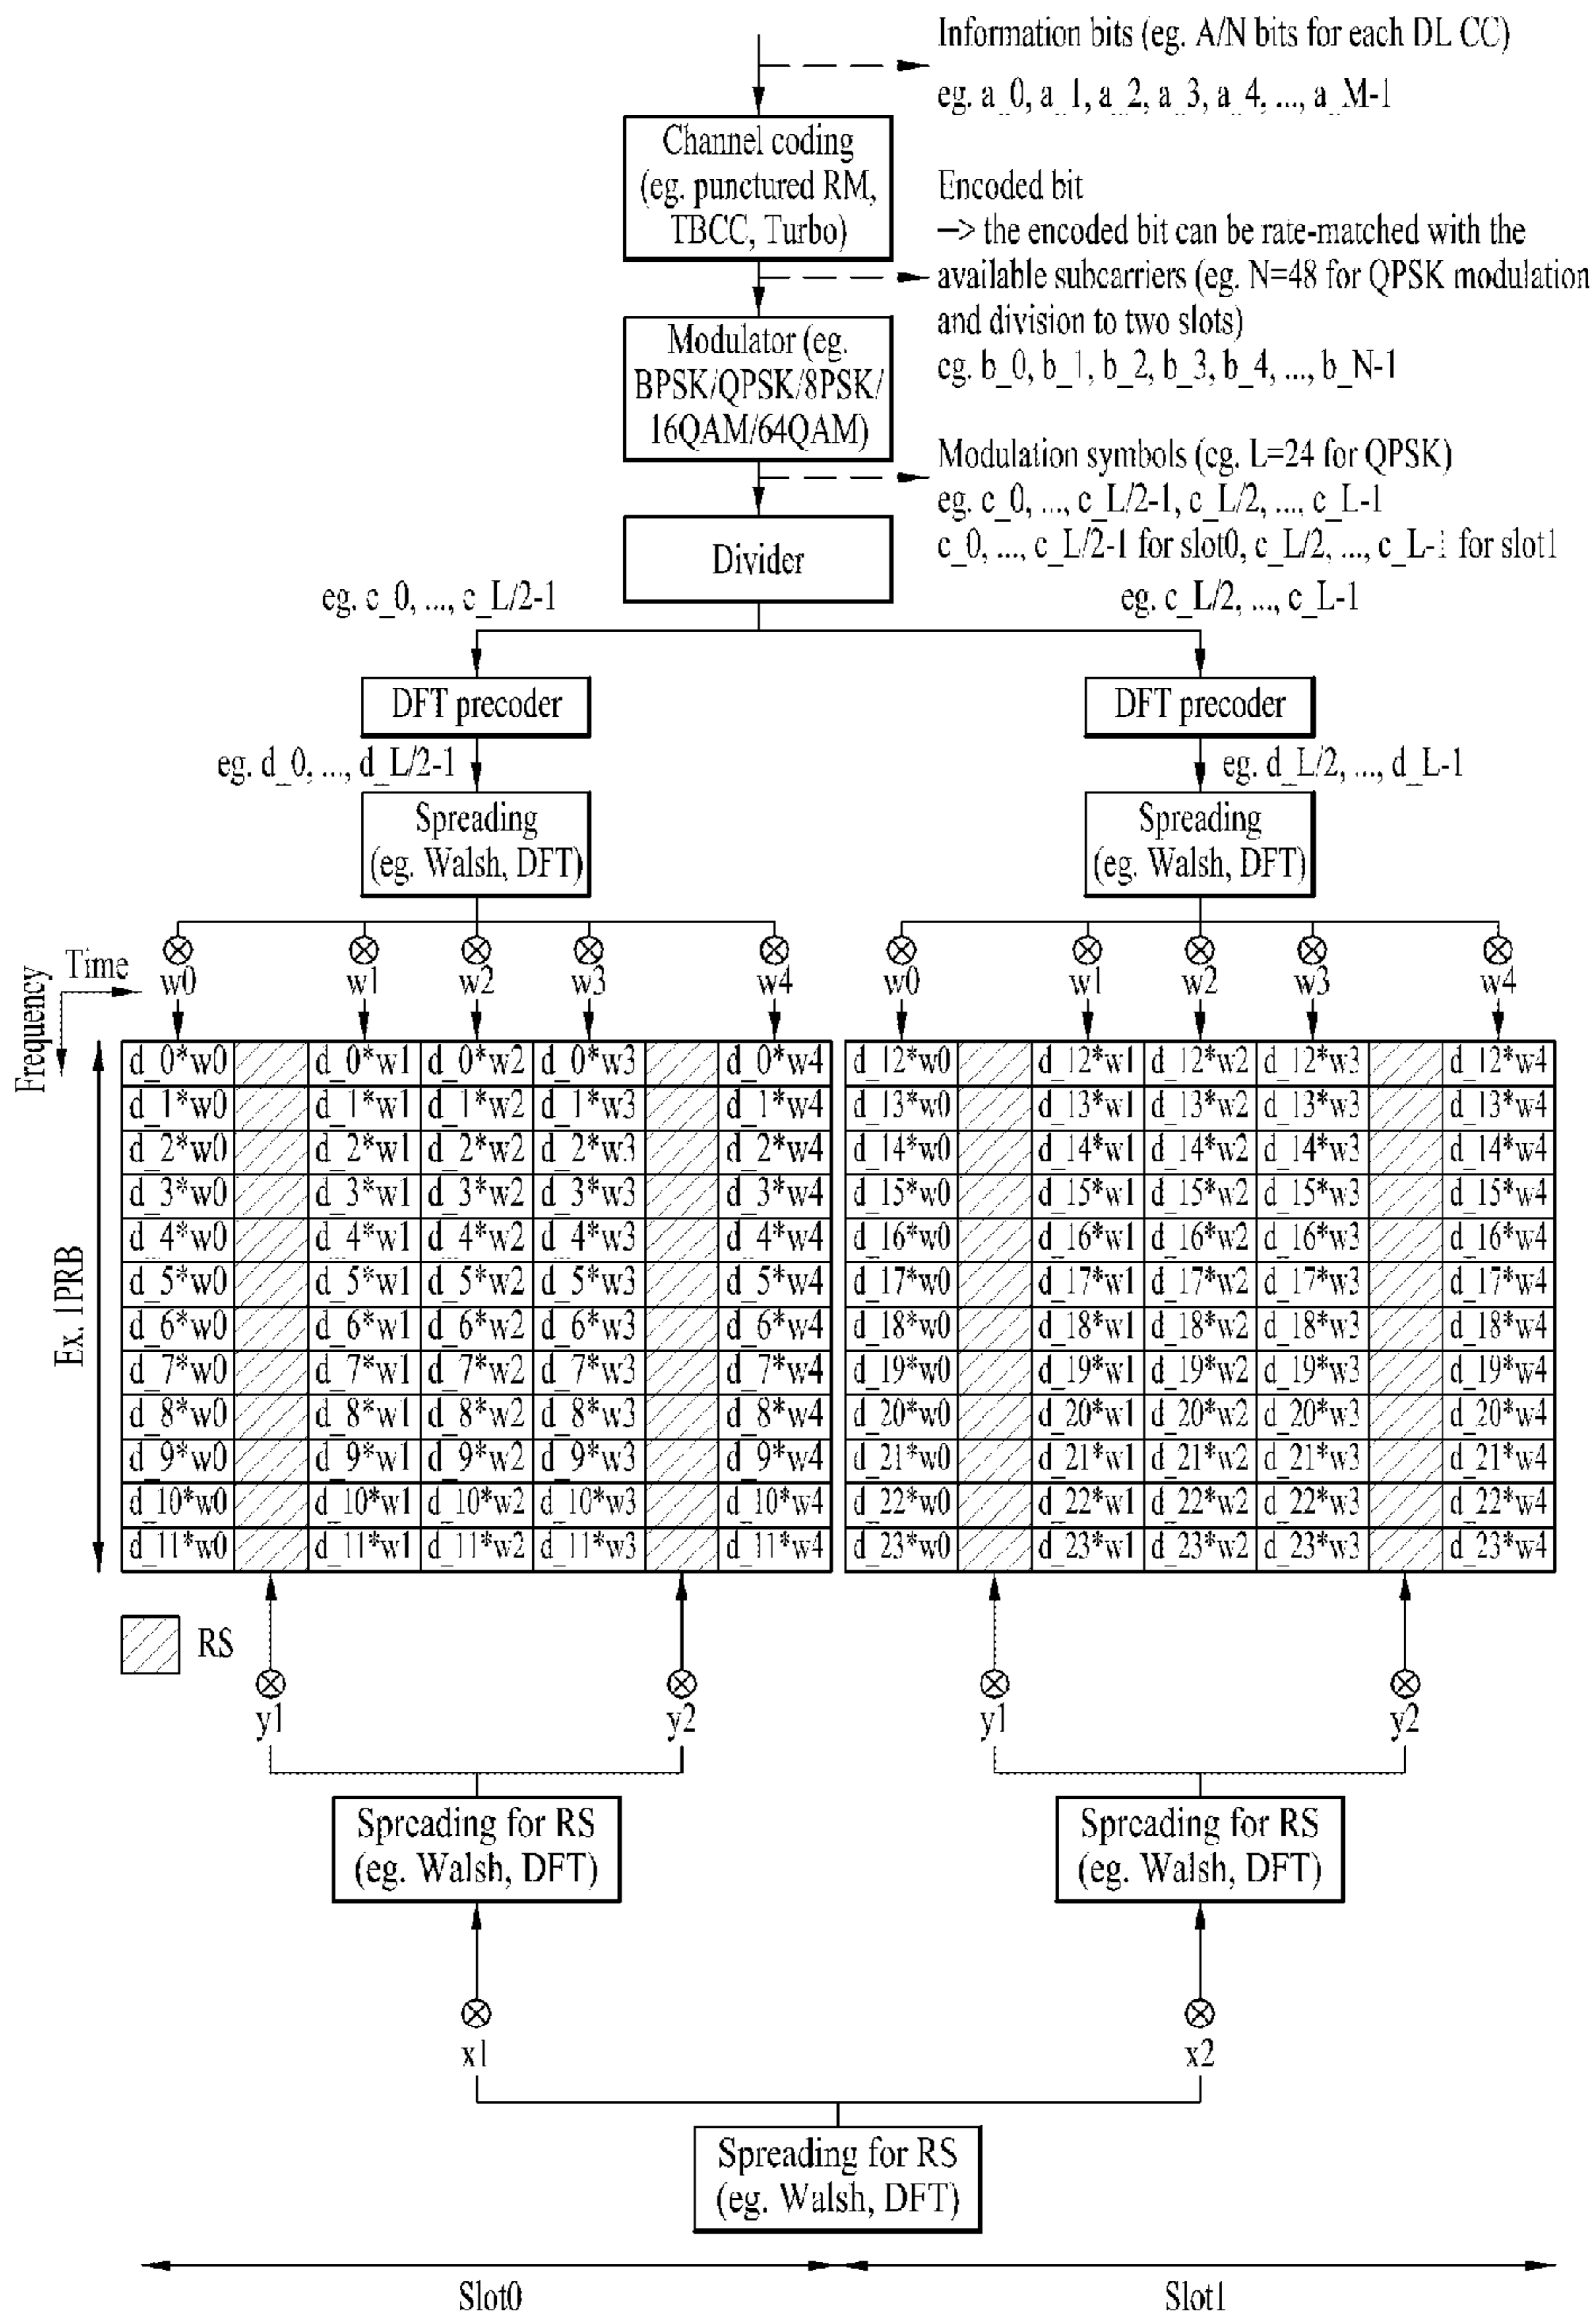 Information bits (eg. A/N bits for each DL CC)
eg. a_0, a_1, a_2, a_3, a_4, ..., a_M-1
Channel coding
(eg. punctured RM,
TBCC, Turbo)
Encoded bit
—> the encoded bit can be rate-matched with the
available subcarriers (eg. N=48 for QPSK modulation
and division to two slots)
eg. b_0, b_1, b_2, b_3, b_4, ..., b_N-1
Modulator (eg.
BPSK/QPSK/8PSK/
16QAM/64QAM)
Modulation symbols (eg. L=24 for QPSK)
eg. c_0, ..., c_L/2-1, c_L/2, ..., c_L-1
c_0, ..., c_L/2-1 for slot0, c_L/2, ..., c_L-1 for slot1
Divider
eg. c_0, ..., c_L/2-1 eg. c_L/2, ..., c_L-1
DFT precoder DFT precoder
eg. d_0, ..., d_L/2-1 eg. d_L/2, ..., d_L-1
Spreading Spreading
(eg. Walsh, DFT) (eg. Walsh, DFT)
Time
Frequency
w0 w1 w2 w3 w4 w0 w1 w2 w3 w4
d_0*w0 d_0*w1 d_0*w2 d_0*w3 d_0*w4 d_12*w0 d_12*w1 d_12*w2 d_12*w3 d_12*w4
d_1*w0 d_1*w1 d_1*w2 d_1*w3 d_1*w4 d_13*w0 d_13*w1 d_13*w2 d_13*w3 d_13*w4
d_2*w0 d_2*w1 d_2*w2 d_2*w3 d_2*w4 d_14*w0 d_14*w1 d_14*w2 d_14*w3 d_14*w4
d_3*w0 d_3*w1 d_3*w2 d_3*w3 d_3*w4 d_15*w0 d_15*w1 d_15*w2 d_15*w3 d_15*w4
d_4*w0 d_4*w1 d_4*w2 d_4*w3 d_4*w4 d_16*w0 d_16*w1 d_16*w2 d_16*w3 d_16*w4
d_5*w0 d_5*w1 d_5*w2 d_5*w3 d_5*w4 d_17*w0 d_17*w1 d_17*w2 d_17*w3 d_17*w4
d_6*w0 d_6*w1 d_6*w2 d_6*w3 d_6*w4 d_18*w0 d_18*w1 d_18*w2 d_18*w3 d_18*w4
d_7*w0 d_7*w1 d_7*w2 d_7*w3 d_7*w4 d_19*w0 d_19*w1 d_19*w2 d_19*w3 d_19*w4
d_8*w0 d_8*w1 d_8*w2 d_8*w3 d_8*w4 d_20*w0 d_20*w1 d_20*w2 d_20*w3 d_20*w4
d_9*w0 d_9*w1 d_9*w2 d_9*w3 d_9*w4 d_21*w0 d_21*w1 d_21*w2 d_21*w3 d_21*w4
d_10*w0 d_10*w1 d_10*w2 d_10*w3 d_10*w4 d_22*w0 d_22*w1 d_22*w2 d_22*w3 d_22*w4
d_11*w0 d_11*w1 d_11*w2 d_11*w3 d_11*w4 d_23*w0 d_23*w1 d_23*w2 d_23*w3 d_23*w4
Ex. 1PRB
RS
y1 y2 y1 y2
Spreading for RS Spreading for RS
(eg. Walsh, DFT) (eg. Walsh, DFT)
x1 x2
Spreading for RS
(eg. Walsh, DFT)
Slot0 Slot1